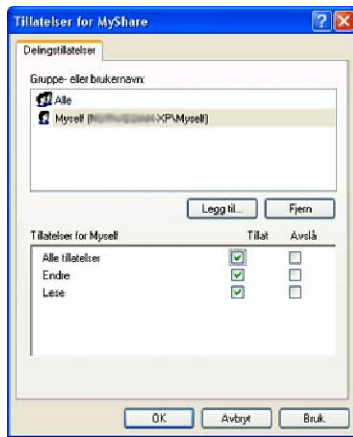 Tillatelser for MyShare
Delingstillatelser
Gruppe- eller brukernavn:
Alle
Myself (-XP\Myself)
Legg til... Fjern
Tillatelser for Myself Tillat Avslå
Alle tillatelser
Endre
Lese
OK Avbryt Bruk